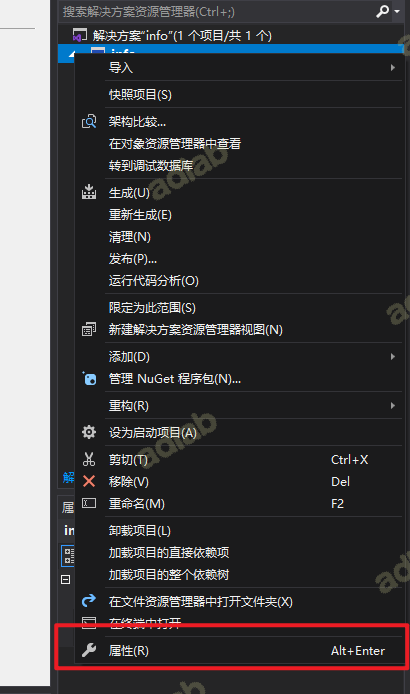 搜索解决方案资源管理器(Ctrl+;)
解决方案"info"(1 个项目/共 1 个)
info
导入
快照项目(S)
架构比较...
在对象资源管理器中查看
转到调试数据库
生成(U)
重新生成(E)
清理(N)
发布(P)...
运行代码分析(O)
限定为此范围(S)
新建解决方案资源管理器视图(N)
添加(D)
管理 NuGet 程序包(N)...
重构(R)
设为启动项目(A)
剪切(T) Ctrl+X
移除(V) Del
解
重命名(M) F2
属
卸载项目(L)
in
加载项目的直接依赖项
加载项目的整个依赖树
在文件资源管理器中打开文件夹(X)
在终端中打开
属性(R) Alt+Enter
adlab
adlab
adlab